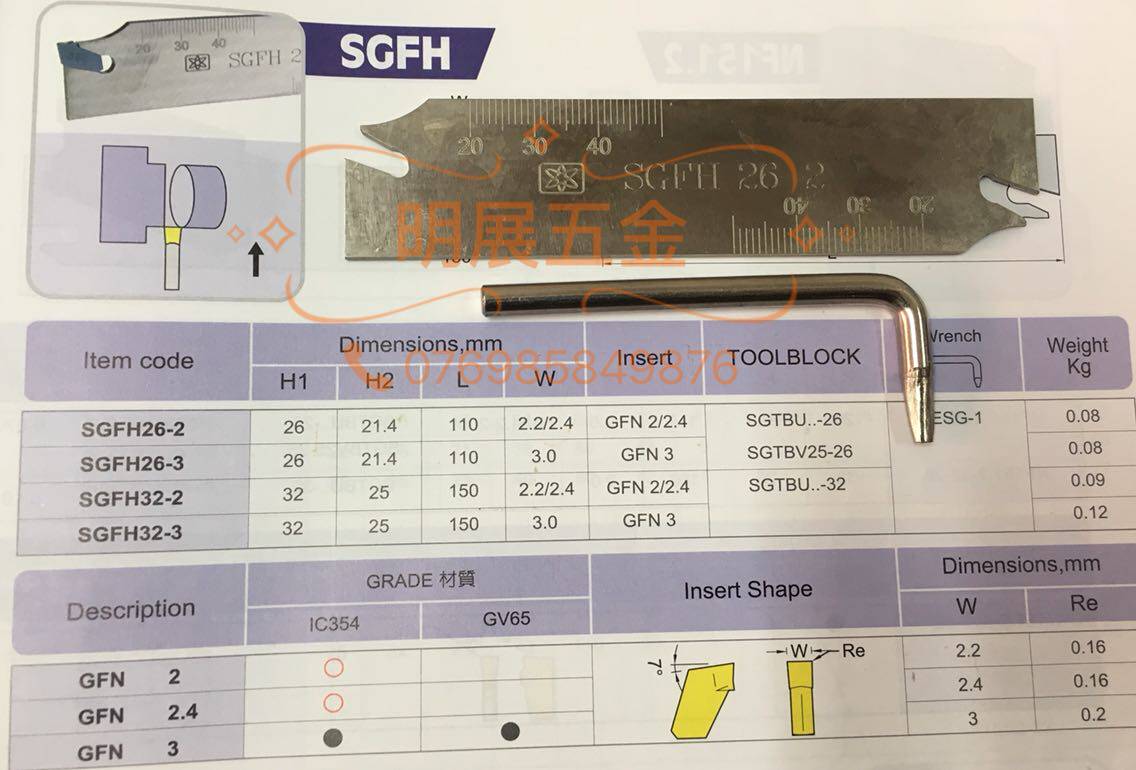 20 30 40
SGFH 2
SGFH
W
20 30 40
SGFH 26 2
40 30 20
明展五金
L
076985849876
Item code Dimensions,mm Insert TOOLBLOCK Wrench Weight Kg
H1 H2 L W
SGFH26-2 26 21.4 110 2.2/2.4 GFN 2/2.4 SGTBU..-26 ESG-1 0.08
SGFH26-3 26 21.4 110 3.0 GFN 3 SGTBV25-26 0.08
SGFH32-2 32 25 150 2.2/2.4 GFN 2/2.4 SGTBU..-32 0.09
SGFH32-3 32 25 150 3.0 GFN 3 0.12
Description GRADE 材質 Insert Shape Dimensions,mm
IC354 GV65 W Re
GFN 2 2.2 0.16
GFN 2.4 2.4 0.16
GFN 3 3 0.2
7° W Re